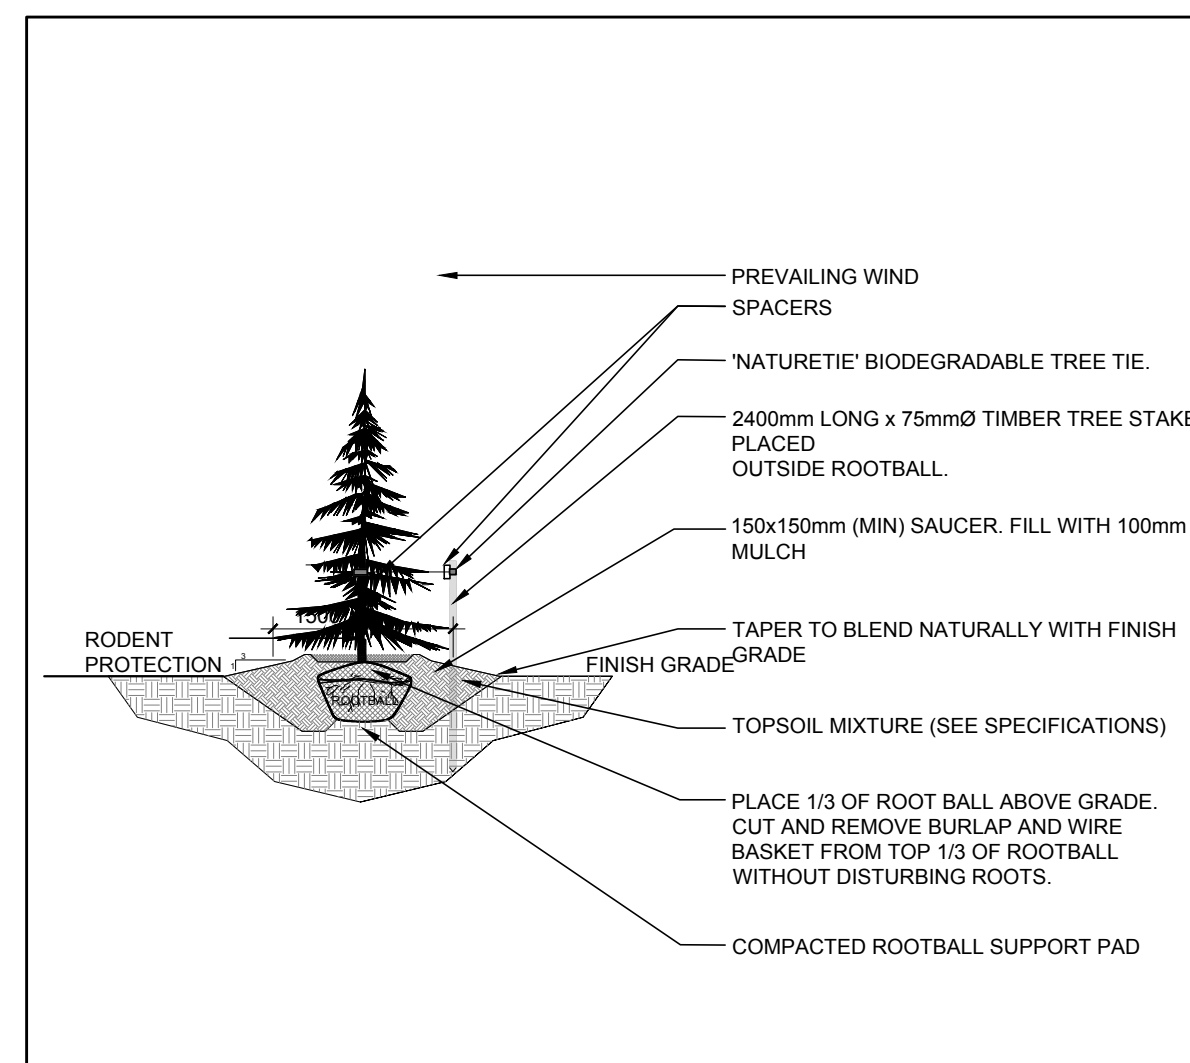 PREVAILING WIND
SPACERS
'NATURETIE' BIODEGRADABLE TREE TIE.
2400mm LONG x 75mmØ TIMBER TREE STAKE
PLACED
OUTSIDE ROOTBALL.
150x150mm (MIN) SAUCER. FILL WITH 100mm
MULCH
1500
RODENT
PROTECTION
3
1
FINISH GRADE
TAPER TO BLEND NATURALLY WITH FINISH
GRADE
ROOTBALL
TOPSOIL MIXTURE (SEE SPECIFICATIONS)
PLACE 1/3 OF ROOT BALL ABOVE GRADE.
CUT AND REMOVE BURLAP AND WIRE
BASKET FROM TOP 1/3 OF ROOTBALL
WITHOUT DISTURBING ROOTS.
COMPACTED ROOTBALL SUPPORT PAD